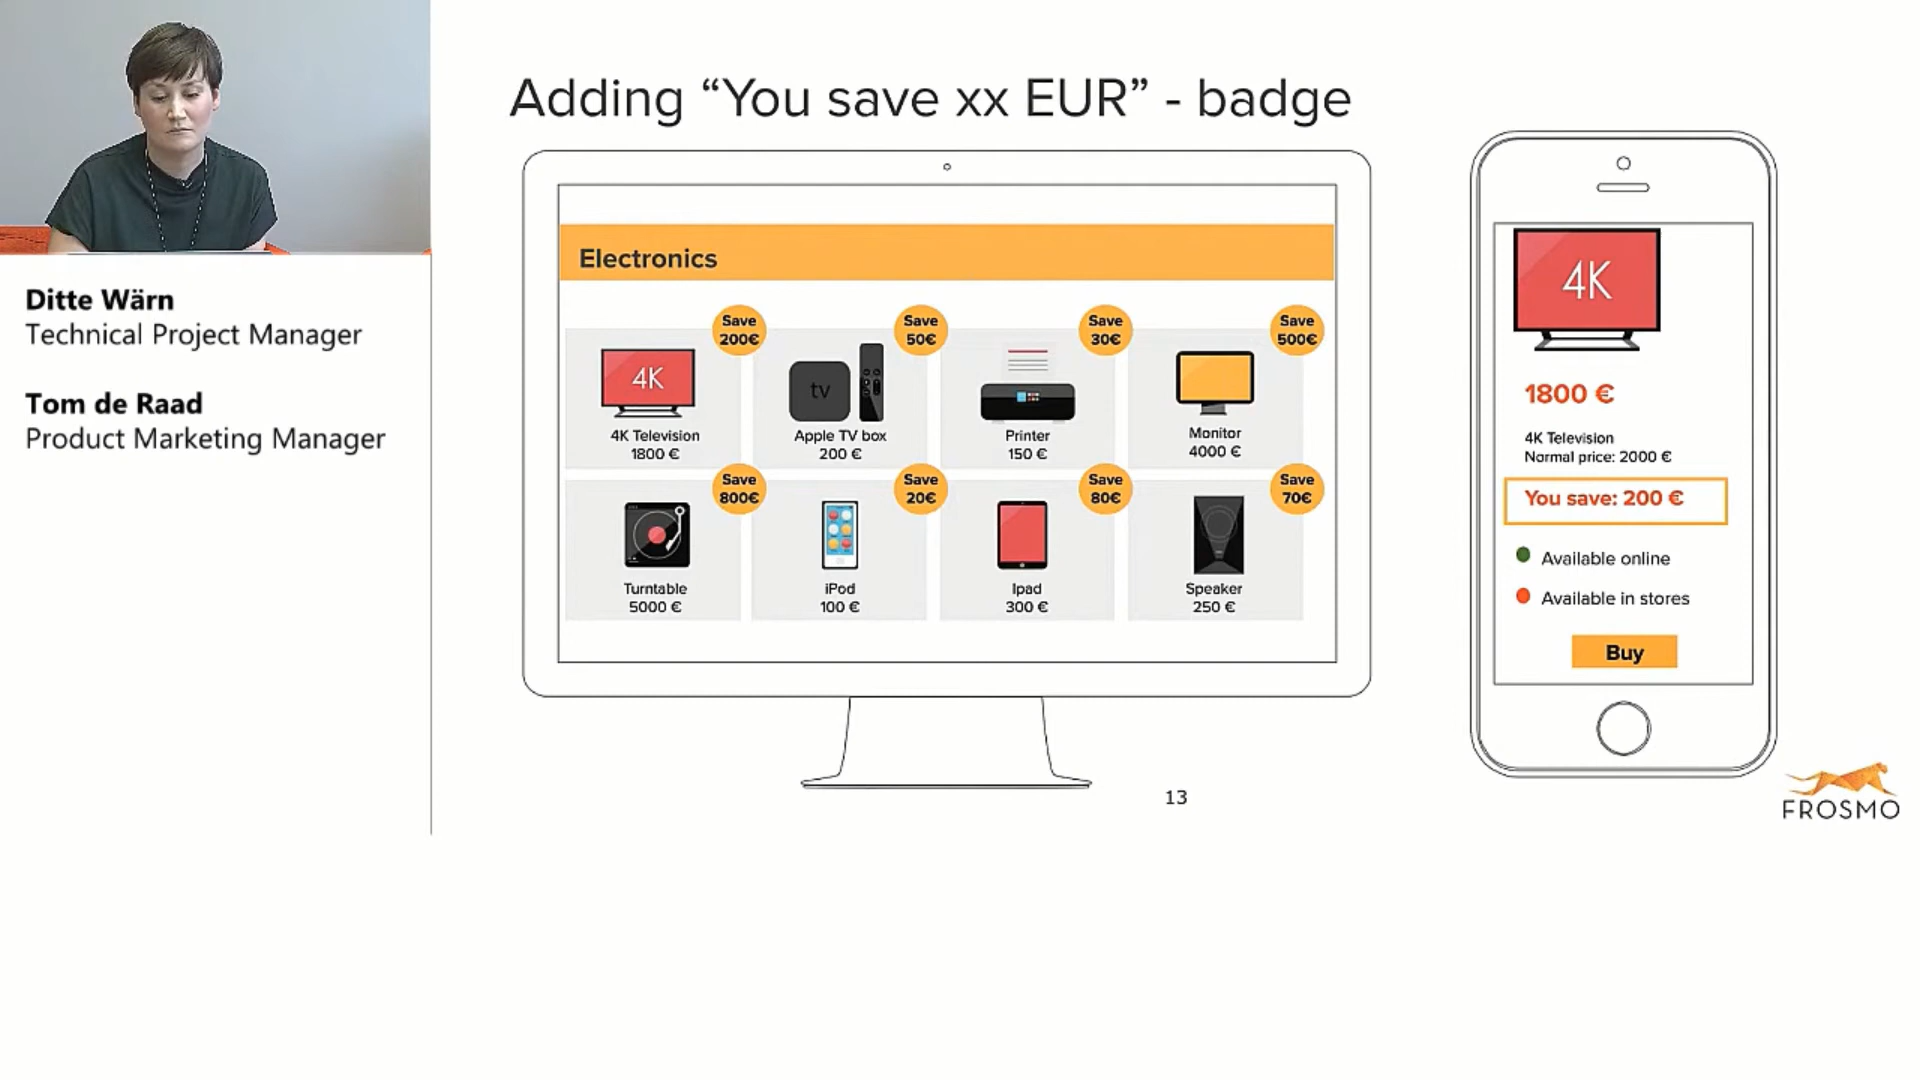 Adding “You save xx EUR” - badge
Ditte Wärn
Technical Project Manager
Tom de Raad
Product Marketing Manager
Electronics
Save
200€
Save
50€
Save
30€
Save
500€
4K
tv
4K Television
1800 €
Apple TV box
200 €
Printer
150 €
Monitor
4000 €
Save
800€
Save
20€
Save
80€
Save
70€
Turntable
5000 €
iPod
100 €
Ipad
300 €
Speaker
250 €
4K
1800 €
4K Television
Normal price: 2000 €
You save: 200 €
Available online
Available in stores
Buy
13
FROSMO